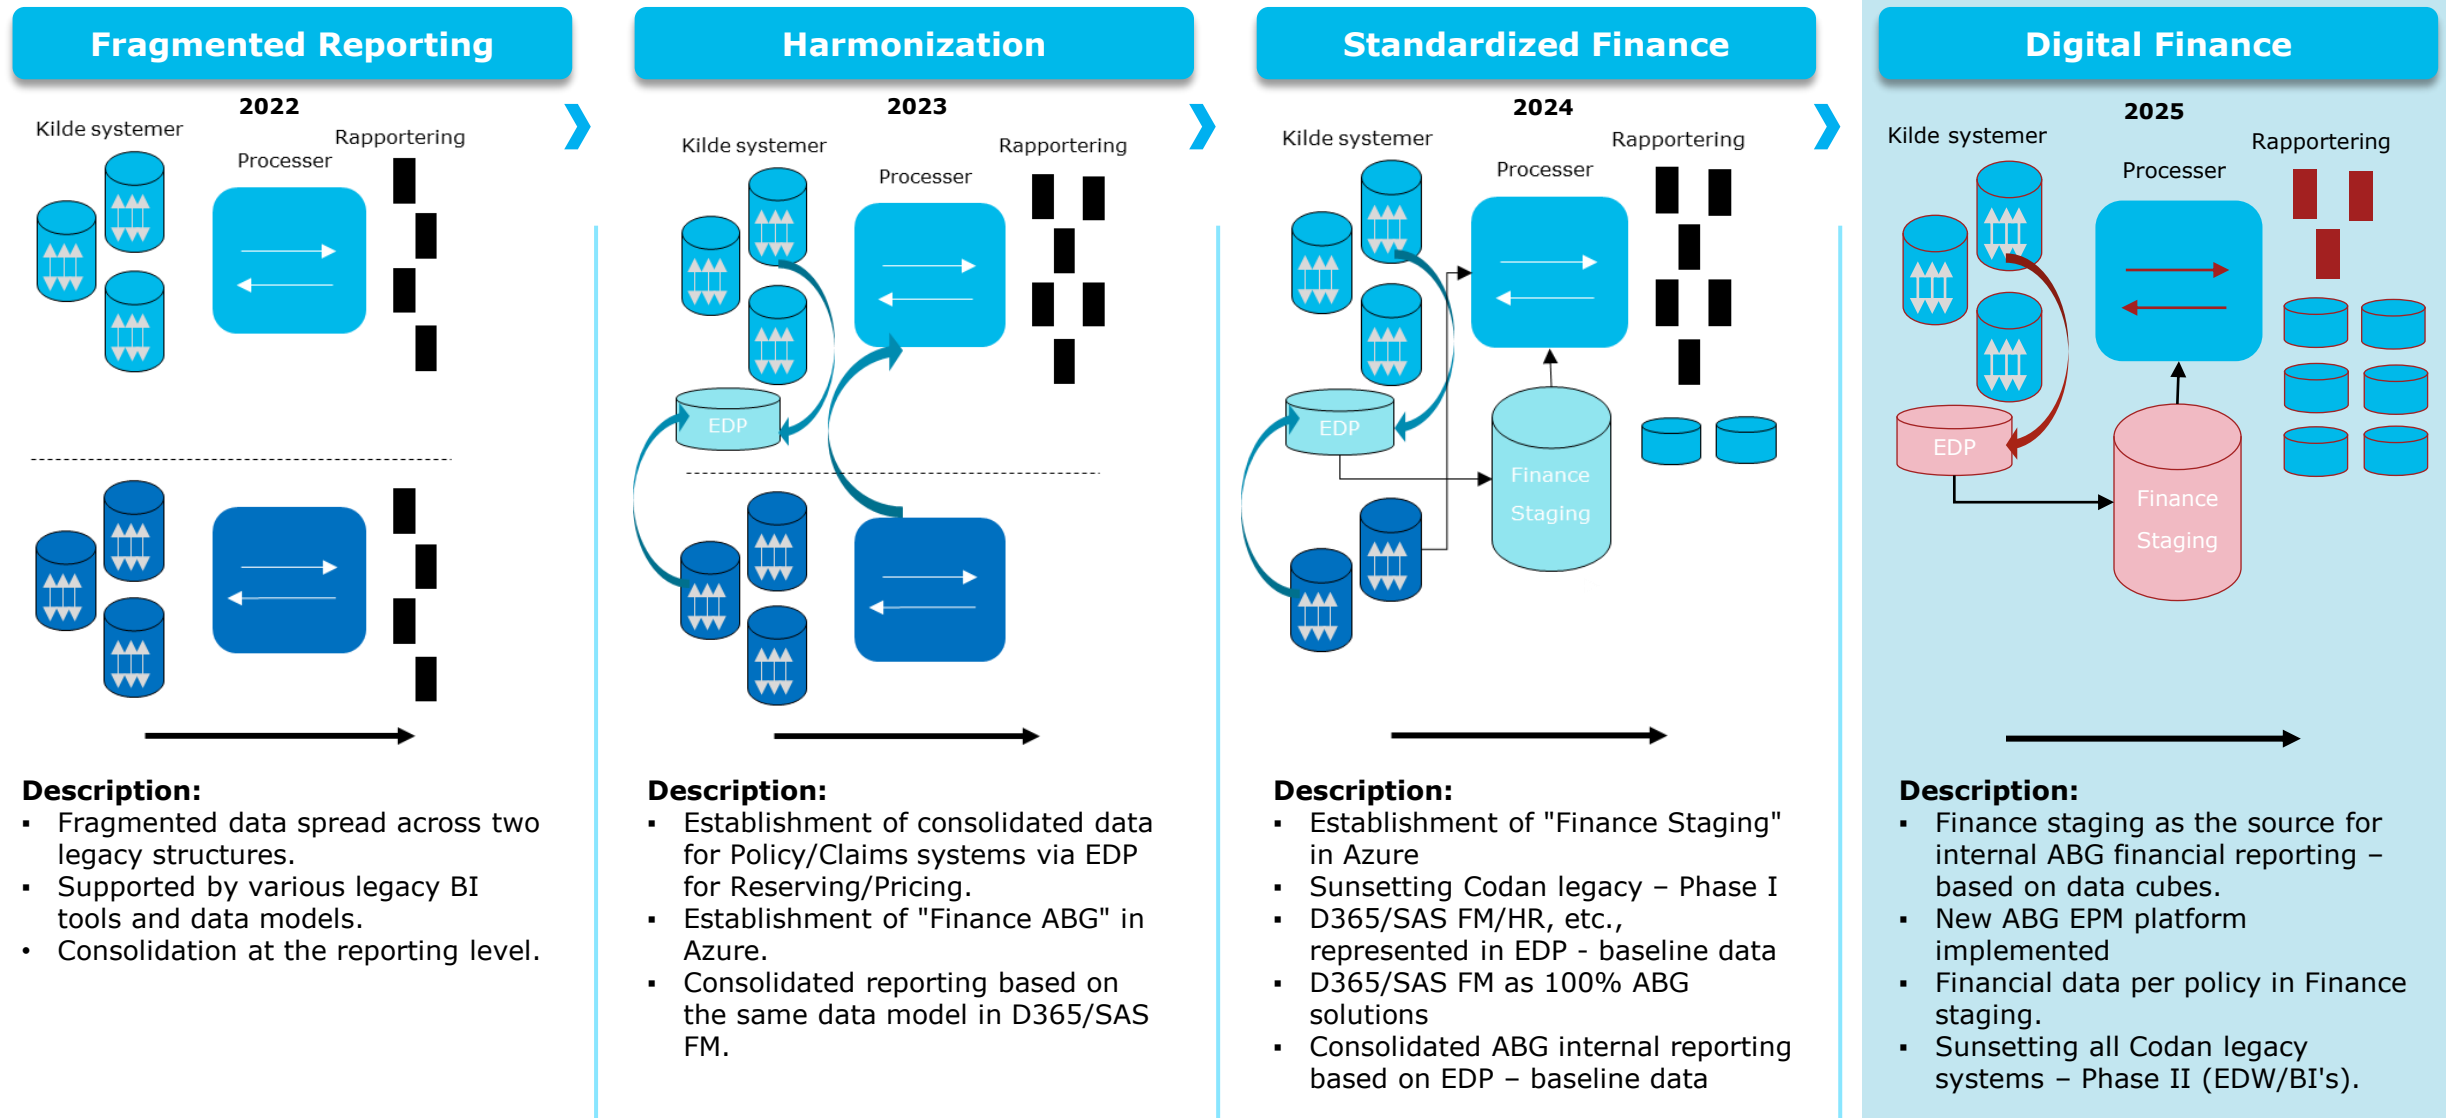 Fragmented Reporting
2022
Kilde systemer
Processer
Rapportering
Description:
▪ Fragmented data spread across two
legacy structures.
▪ Supported by various legacy BI
tools and data models.
• Consolidation at the reporting level.
Harmonization
2023
Kilde systemer
Processer
Rapportering
EDP
Description:
▪ Establishment of consolidated data
for Policy/Claims systems via EDP
for Reserving/Pricing.
▪ Establishment of "Finance ABG" in
Azure.
▪ Consolidated reporting based on
the same data model in D365/SAS
FM.
Standardized Finance
2024
Kilde systemer
Processer
Rapportering
EDP
Finance
Staging
Description:
▪ Establishment of "Finance Staging"
in Azure
▪ Sunsetting Codan legacy – Phase I
▪ D365/SAS FM/HR, etc.,
represented in EDP - baseline data
▪ D365/SAS FM as 100% ABG
solutions
▪ Consolidated ABG internal reporting
based on EDP – baseline data
Digital Finance
2025
Kilde systemer
Processer
Rapportering
EDP
Finance
Staging
Description:
▪ Finance staging as the source for
internal ABG financial reporting –
based on data cubes.
▪ New ABG EPM platform
implemented
▪ Financial data per policy in Finance
staging.
▪ Sunsetting all Codan legacy
systems – Phase II (EDW/BI's).